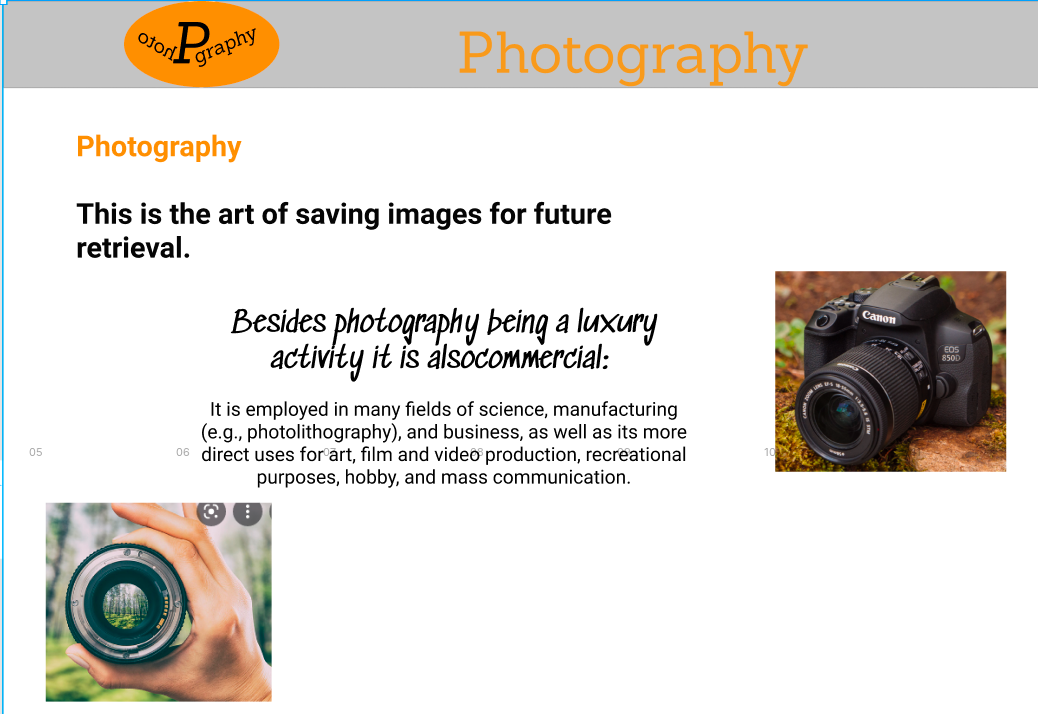 P
graphy
Photography
Photography
This is the art of saving images for future
retrieval.
Besides photography being a luxury
activity it is alsocommercial:
It is employed in many fields of science, manufacturing
(e.g., photolithography), and business, as well as its more
direct uses for art, film and video production, recreational
purposes, hobby, and mass communication.
05 06 10
Canon
EOS
850D